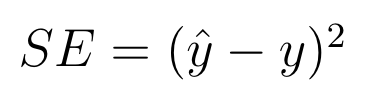 SE = (ŷ − y)²